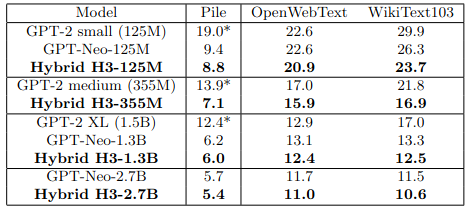 Model Pile OpenWebText WikiText103
GPT-2 small (125M) 19.0* 22.6 29.9
GPT-Neo-125M 9.4 22.6 26.3
Hybrid H3-125M 8.8 20.9 23.7
GPT-2 medium (355M) 13.9* 17.0 21.8
Hybrid H3-355M 7.1 15.9 16.9
GPT-2 XL (1.5B) 12.4* 12.9 17.0
GPT-Neo-1.3B 6.2 13.1 13.3
Hybrid H3-1.3B 6.0 12.4 12.5
GPT-Neo-2.7B 5.7 11.7 11.5
Hybrid H3-2.7B 5.4 11.0 10.6